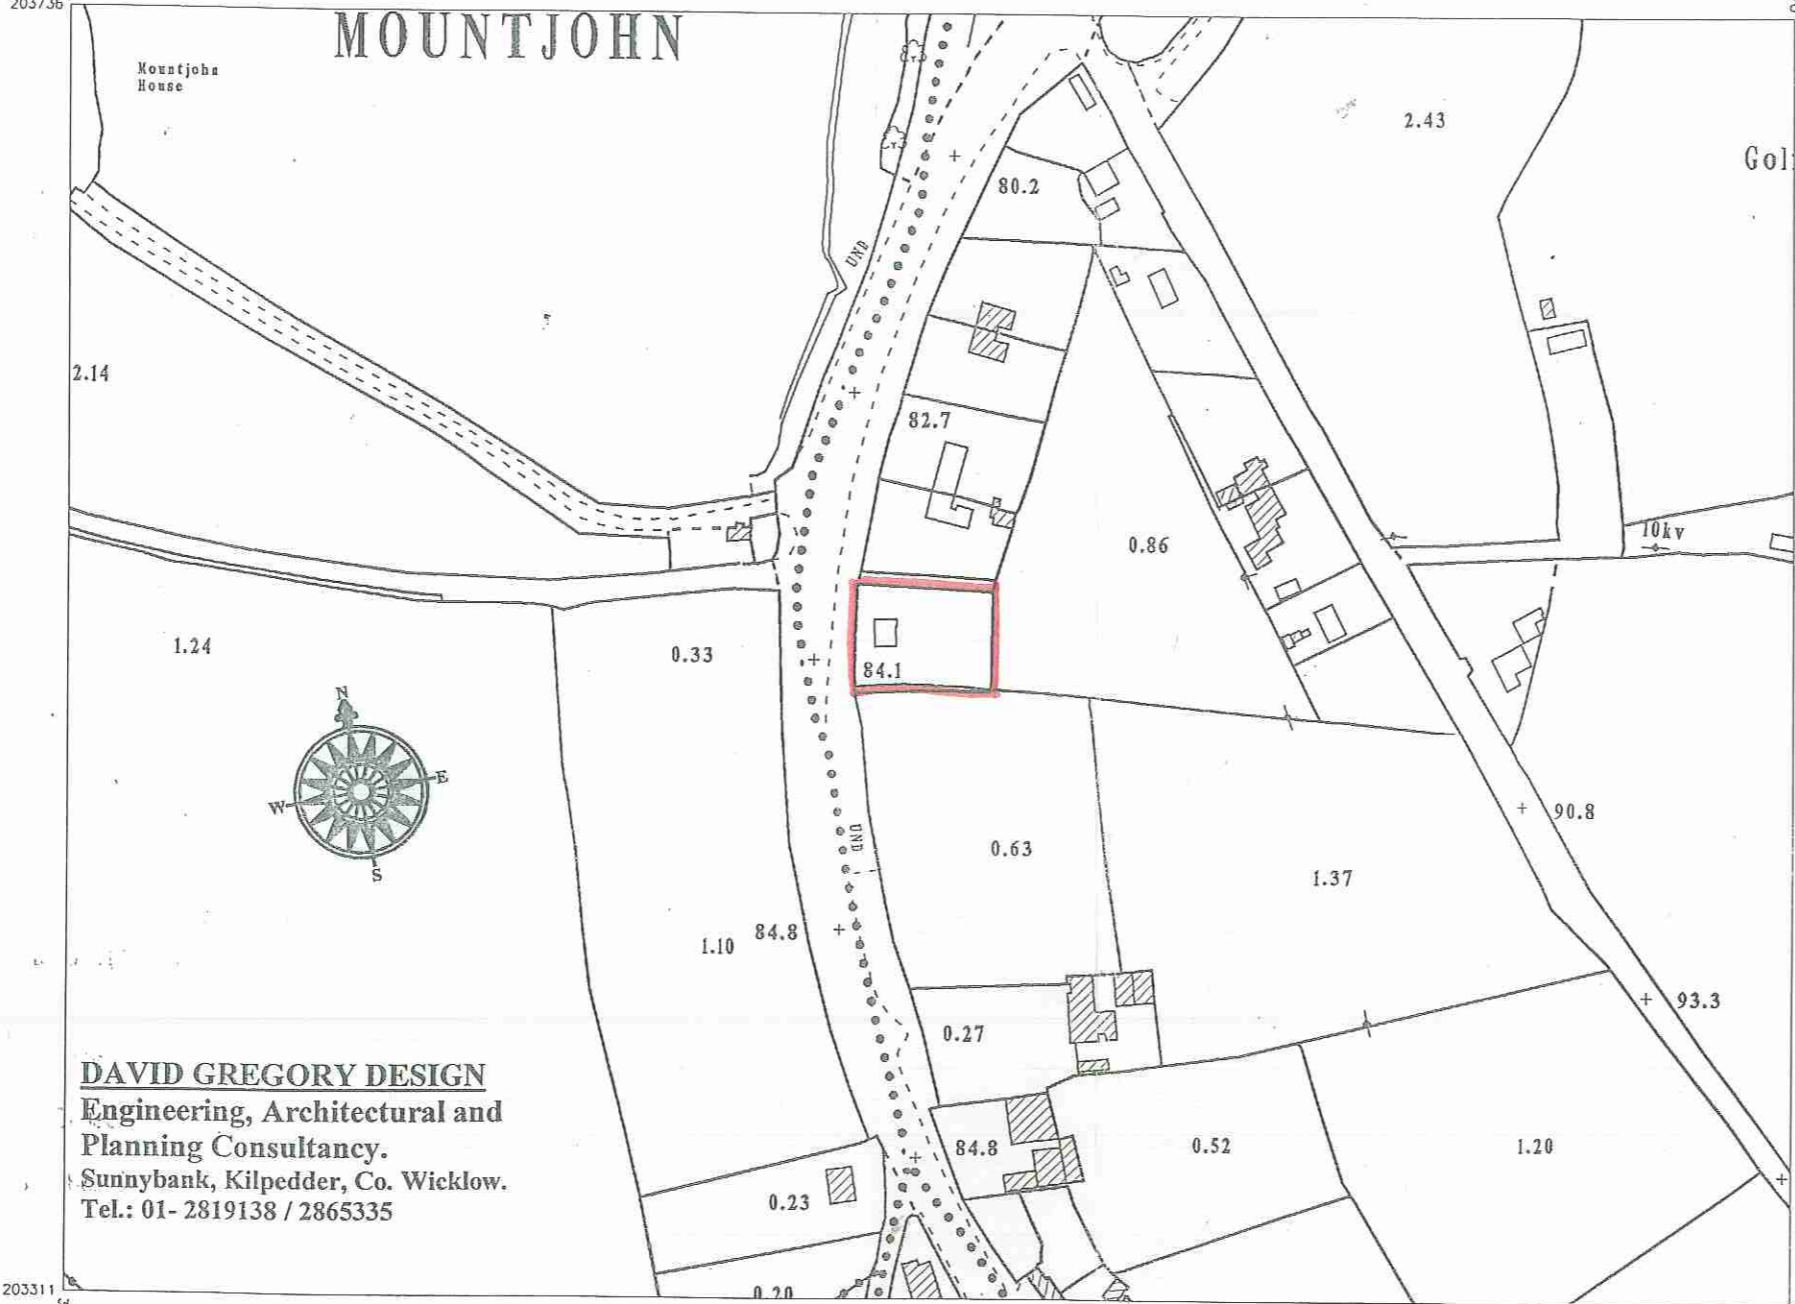 203736
MOUNTJOHN
Mountjohn
House
2.43
80.2
UND
2.14
82.7
0.86
10kv
1.24
0.33
84.1
N
E
W
S
90.8
UND
0.63
1.37
1.10
84.8
93.3
0.27
DAVID GREGORY DESIGN
Engineering, Architectural and
Planning Consultancy.
Sunnybank, Kilpedder, Co. Wicklow.
Tel.: 01- 2819138 / 2865335
84.8
0.52
1.20
0.23
0.20
203311